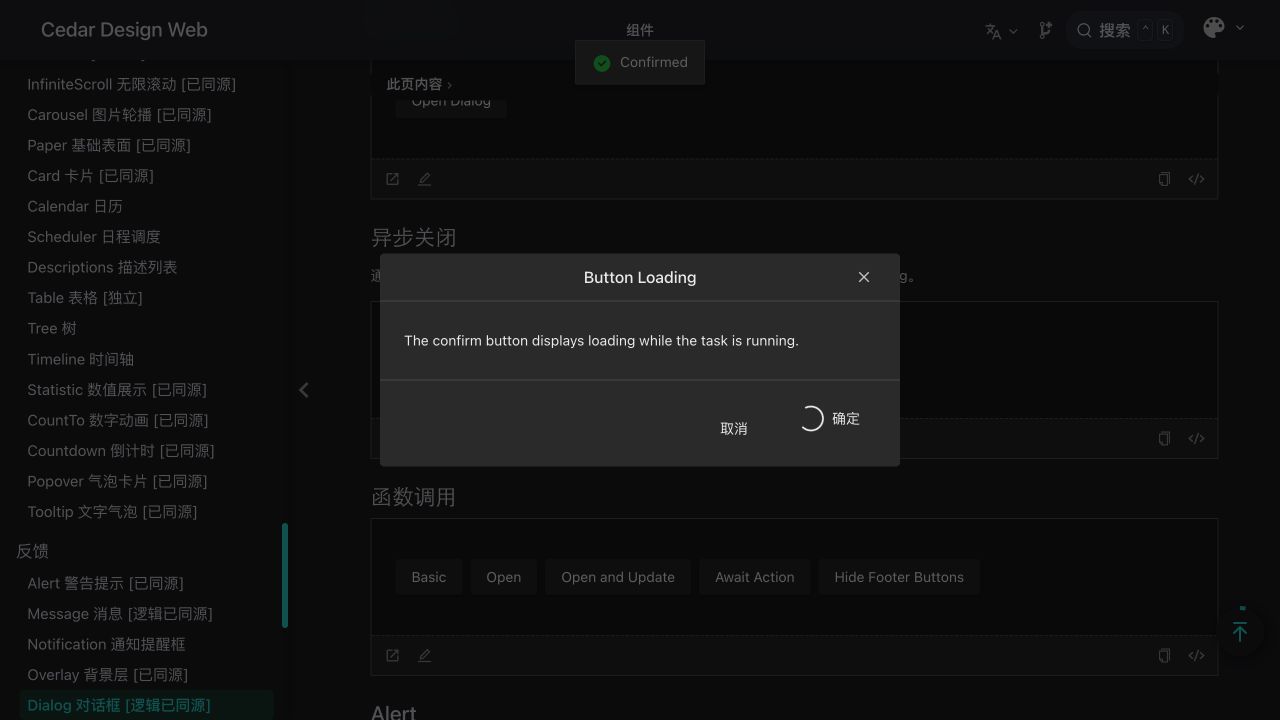 Cedar Design Web
组件
搜索
^
K
Confirmed
InfiniteScroll 无限滚动 [已同源]
Carousel 图片轮播 [已同源]
Paper 基础表面 [已同源]
Card 卡片 [已同源]
Calendar 日历
Scheduler 日程调度
Descriptions 描述列表
Table 表格 [独立]
Tree 树
Timeline 时间轴
Statistic 数值展示 [已同源]
CountTo 数字动画 [已同源]
Countdown 倒计时 [已同源]
Popover 气泡卡片 [已同源]
Tooltip 文字气泡 [已同源]
反馈
Alert 警告提示 [已同源]
Message 消息 [逻辑已同源]
Notification 通知提醒框
Overlay 背景层 [已同源]
Dialog 对话框 [逻辑已同源]
此页内容
Open Dialog
异步关闭
g。
Button Loading
The confirm button displays loading while the task is running.
取消
确定
函数调用
Basic
Open
Open and Update
Await Action
Hide Footer Buttons
Alert